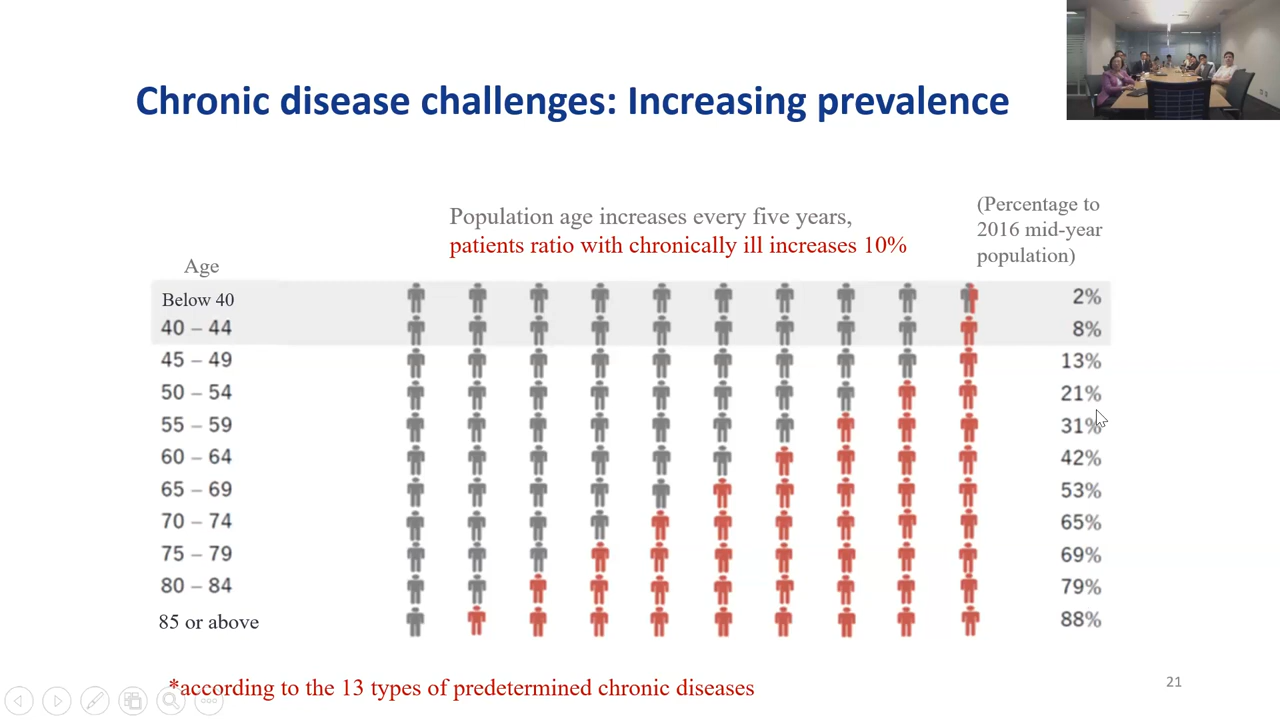 Chronic disease challenges: Increasing prevalence
Population age increases every five years,
patients ratio with chronically ill increases 10%
(Percentage to
2016 mid-year
population)
Age
Below 40 2%
40 – 44 8%
45 – 49 13%
50 – 54 21%
55 – 59 31%
60 – 64 42%
65 – 69 53%
70 – 74 65%
75 – 79 69%
80 – 84 79%
85 or above 88%
*according to the 13 types of predetermined chronic diseases
21